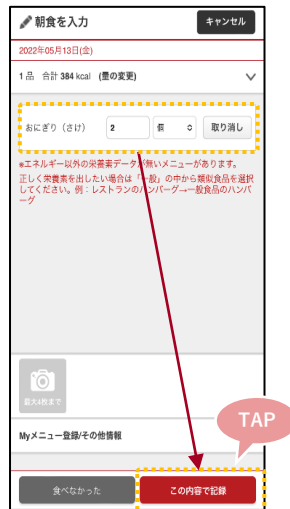 朝食を入力 キャンセル
2022年05月13日(金)
1品 合計 384 kcal (量の変更)
おにぎり（さけ） 2 個 取り消し
※エネルギー以外の栄養素データが無いメニューがあります。
正しく栄養素を出したい場合は「一般」の中から類似食品を選択
してください。例：レストランのハンバーグ→一般食品のハンバ
ーグ
最大4枚まで
TAP
Myメニュー登録/その他情報
食べなかった この内容で記録